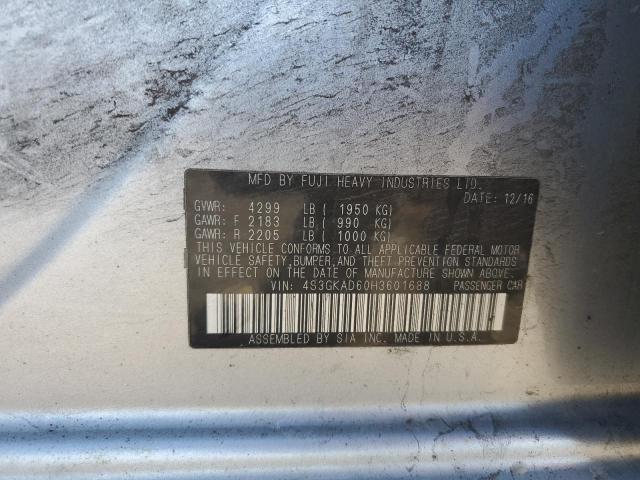 MFD BY FUJI HEAVY INDUSTRIES LTD.
DATE: 12/16
GVWR: 4299 LB ( 1950 KG)
GAWR: F 2183 LB ( 990 KG)
GAWR: R 2205 LB ( 1000 KG)
THIS VEHICLE CONFORMS TO ALL APPLICABLE FEDERAL MOTOR
VEHICLE SAFETY,BUMPER,AND THEFT PREVENTION STANDARDS
IN EFFECT ON THE DATE OF MANUFACTURE SHOWN ABOVE.
VIN: 4S3GKAD60H3601688 PASSENGER CAR
ASSEMBLED BY SIA INC. MADE IN U.S.A.